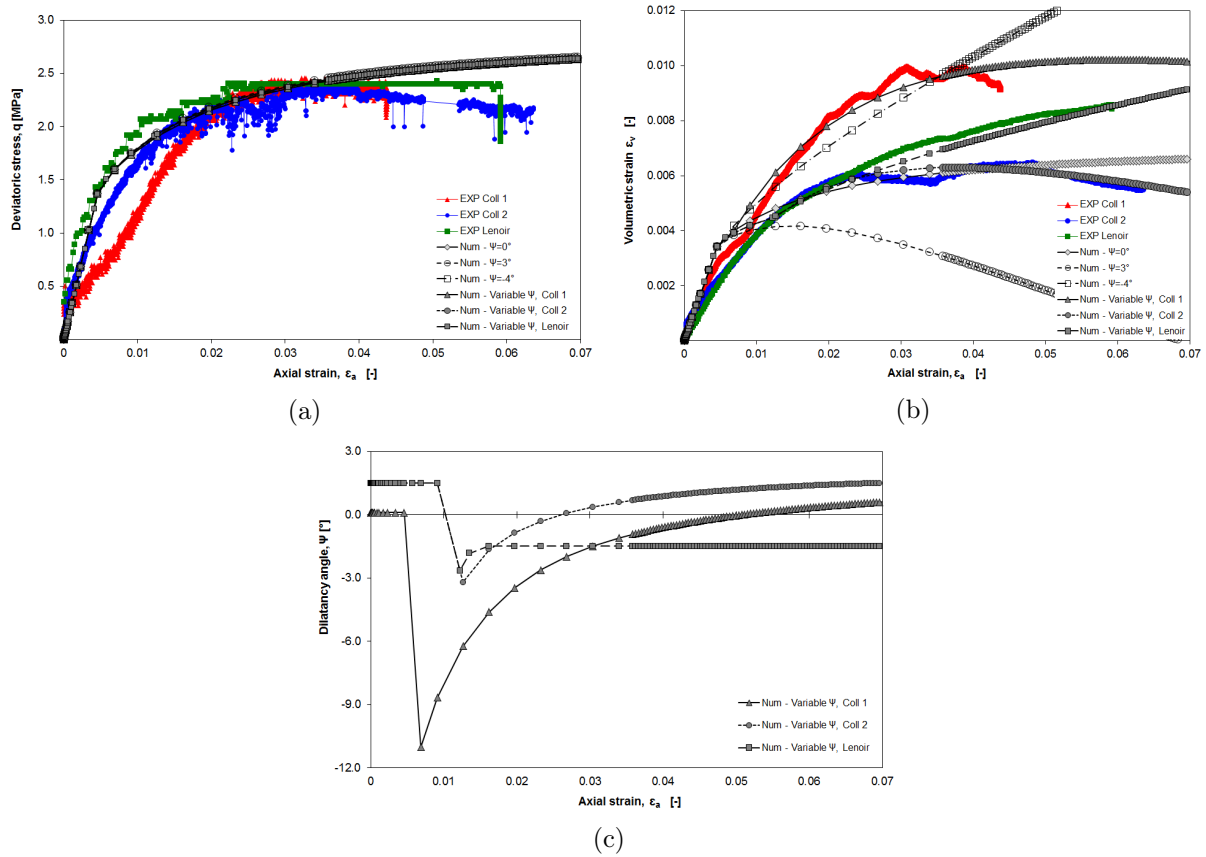 3.0
2.5
2.0
1.5
1.0
0.5
Deviatoric stress, q [MPa]
EXP Coll 1
EXP Coll 2
EXP Lenoir
Num - Ψ=0°
Num - Ψ=3°
Num - Ψ=-4°
Num - Variable Ψ, Coll 1
Num - Variable Ψ, Coll 2
Num - Variable Ψ, Lenoir
0 0.01 0.02 0.03 0.04 0.05 0.06 0.07
Axial strain, εa [-]
(a)
0.012
0.010
0.008
0.006
0.004
0.002
Volumetric strain εv [-]
EXP Coll 1
EXP Coll 2
EXP Lenoir
Num - Ψ=0°
Num - Ψ=3°
Num - Ψ=-4°
Num - Variable Ψ, Coll 1
Num - Variable Ψ, Coll 2
Num - Variable Ψ, Lenoir
0 0.01 0.02 0.03 0.04 0.05 0.06 0.07
Axial strain, εa [-]
(b)
3.0
0.0
-3.0
-6.0
-9.0
-12.0
Dilatancy angle, Ψ [°]
Num - Variable Ψ, Coll 1
Num - Variable Ψ, Coll 2
Num - Variable Ψ, Lenoir
0 0.01 0.02 0.03 0.04 0.05 0.06 0.07
Axial strain, εa [-]
(c)